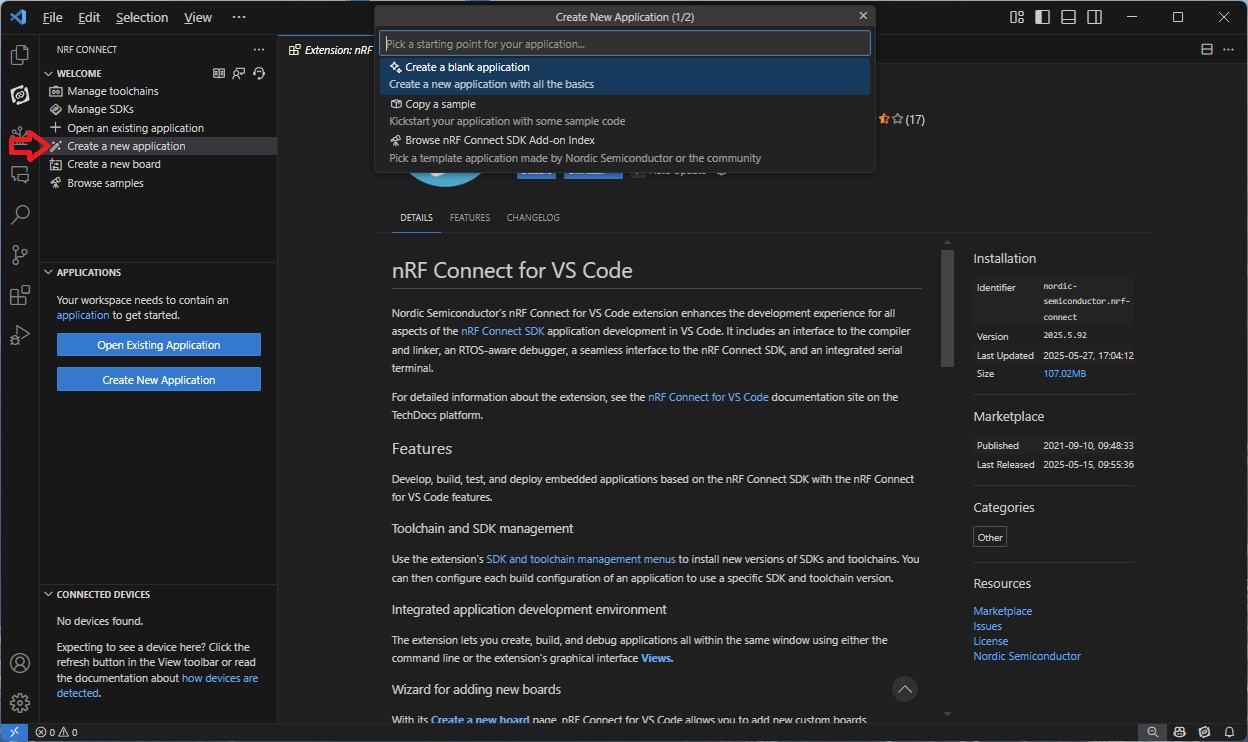 File Edit Selection View ···
Create New Application (1/2)
Pick a starting point for your application...
Create a blank application
Create a new application with all the basics
Copy a sample
Kickstart your application with some sample code
Browse nRF Connect SDK Add-on Index
Pick a template application made by Nordic Semiconductor or the community
NRF CONNECT
WELCOME
Manage toolchains
Manage SDKs
Open an existing application
Create a new application
Create a new board
Browse samples
APPLICATIONS
Your workspace needs to contain an
application to get started.
Open Existing Application
Create New Application
CONNECTED DEVICES
No devices found.
Expecting to see a device here? Click the
refresh button in the View toolbar or read
the documentation about how devices are
detected.
Extension: nRF
(17)
DETAILS FEATURES CHANGELOG
nRF Connect for VS Code
Nordic Semiconductor's nRF Connect for VS Code extension enhances the development experience for all
aspects of the nRF Connect SDK application development in VS Code. It includes an interface to the compiler
and linker, an RTOS-aware debugger, a seamless interface to the nRF Connect SDK, and an integrated serial
terminal.
For detailed information about the extension, see the nRF Connect for VS Code documentation site on the
TechDocs platform.
Features
Develop, build, test, and deploy embedded applications based on the nRF Connect SDK with the nRF Connect
for VS Code features.
Toolchain and SDK management
Use the extension's SDK and toolchain management menus to install new versions of SDKs and toolchains. You
can then configure each build configuration of an application to use a specific SDK and toolchain version.
Integrated application development environment
The extension lets you create, build, and debug applications all within the same window using either the
command line or the extension's graphical interface Views.
Wizard for adding new boards
With its Create a new board page, nRF Connect for VS Code allows you to add new custom boards
Installation
Identifier nordic-
semiconductor.nrf-
connect
Version 2025.5.92
Last Updated 2025-05-27, 17:04:12
Size 107.02MB
Marketplace
Published 2021-09-10, 09:48:33
Last Released 2025-05-15, 09:55:36
Categories
Other
Resources
Marketplace
Issues
License
Nordic Semiconductor
0 0